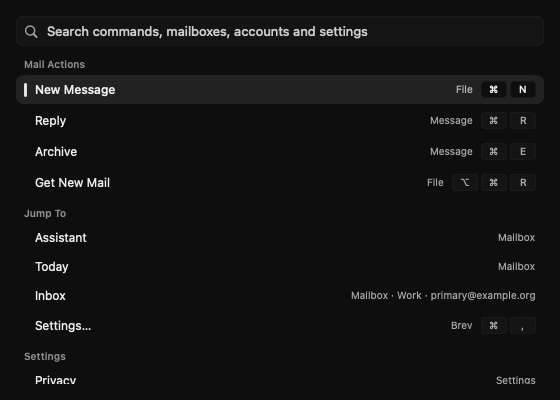 Search commands, mailboxes, accounts and settings
Mail Actions
New Message File ⌘ N
Reply Message ⌘ R
Archive Message ⌘ E
Get New Mail File ⌥ ⌘ R
Jump To
Assistant Mailbox
Today Mailbox
Inbox Mailbox · Work · primary@example.org
Settings... Brev ⌘ ,
Settings
Privacy Settings